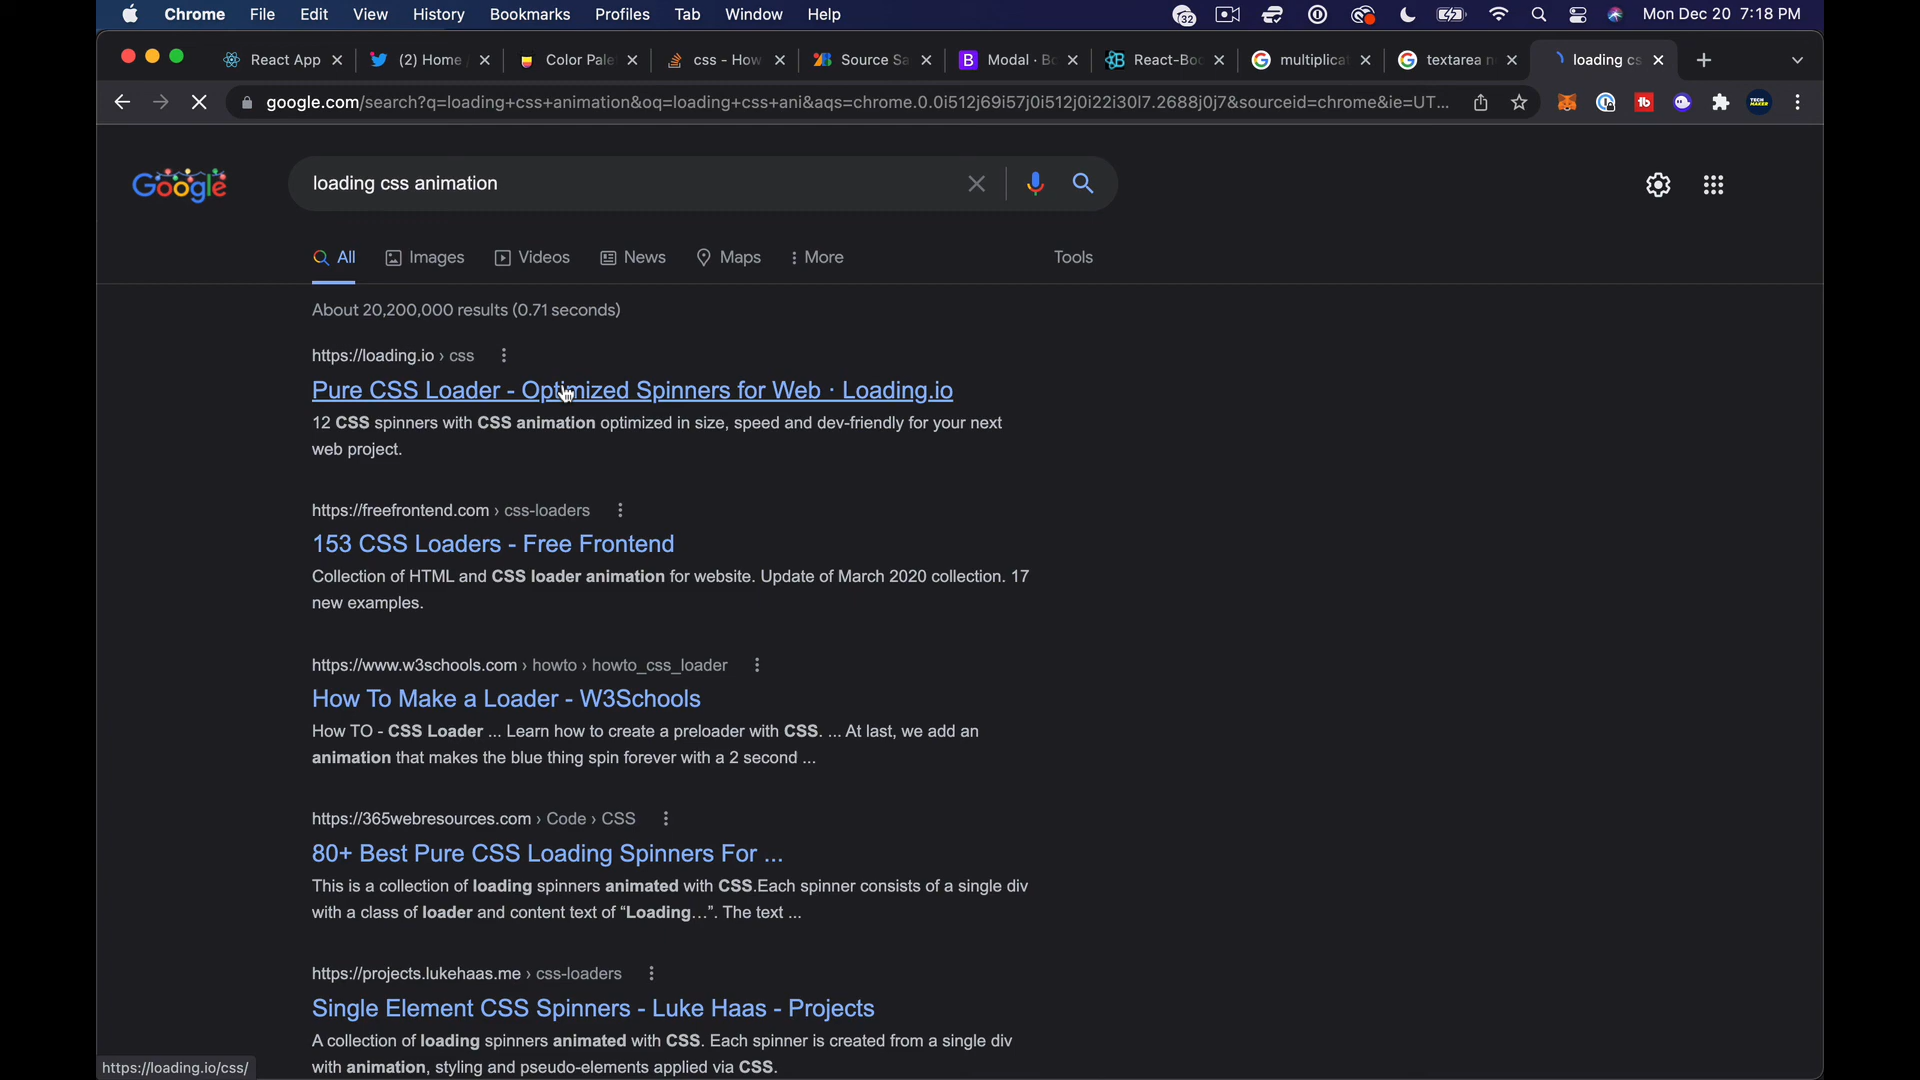 Chrome File Edit View History Bookmarks Profiles Tab Window Help 32 Mon Dec 20 7:18 PM
React App (2) Home Color Pale css - How Source Sa Modal · Bo React-Boo multiplicat textarea n loading cs
google.com/search?q=loading+css+animation&oq=loading+css+ani&aqs=chrome.0.0i512j69i57j0i512j0i22i30l7.2688j0j7&sourceid=chrome&ie=UT...
Google loading css animation
All Images Videos News Maps More Tools
About 20,200,000 results (0.71 seconds)
https://loading.io › css
Pure CSS Loader - Optimized Spinners for Web · Loading.io
12 CSS spinners with CSS animation optimized in size, speed and dev-friendly for your next
web project.
https://freefrontend.com › css-loaders
153 CSS Loaders - Free Frontend
Collection of HTML and CSS loader animation for website. Update of March 2020 collection. 17
new examples.
https://www.w3schools.com › howto › howto_css_loader
How To Make a Loader - W3Schools
How TO - CSS Loader ... Learn how to create a preloader with CSS. ... At last, we add an
animation that makes the blue thing spin forever with a 2 second ...
https://365webresources.com › Code › CSS
80+ Best Pure CSS Loading Spinners For ...
This is a collection of loading spinners animated with CSS.Each spinner consists of a single div
with a class of loader and content text of “Loading...”. The text ...
https://projects.lukehaas.me › css-loaders
Single Element CSS Spinners - Luke Haas - Projects
A collection of loading spinners animated with CSS. Each spinner is created from a single div
with animation, styling and pseudo-elements applied via CSS.
https://loading.io/css/